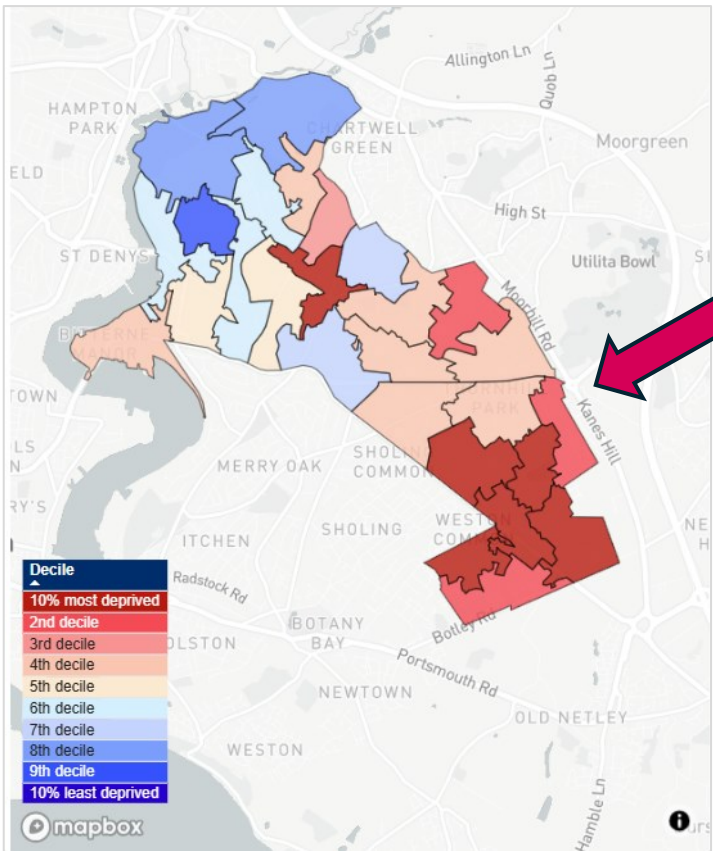 Allington Ln
Quob Ln
HAMPTON
PARK
CHARTWELL
GREEN
Moorgreen
High St
ST DENYS
Utilita Bowl
Moorhill Rd
BITTERNE
MANOR
THORNHILL
PARK
Kanes Hill
MERRY OAK
SHOLING
COMMON
SHOLING
WESTON
COMMON
ITCHEN
Radstock Rd
BOTANY
BAY
Botley Rd
Portsmouth Rd
NEWTOWN
OLD NETLEY
WESTON
Hamble Ln
Decile
10% most deprived
2nd decile
3rd decile
4th decile
5th decile
6th decile
7th decile
8th decile
9th decile
10% least deprived
mapbox
i